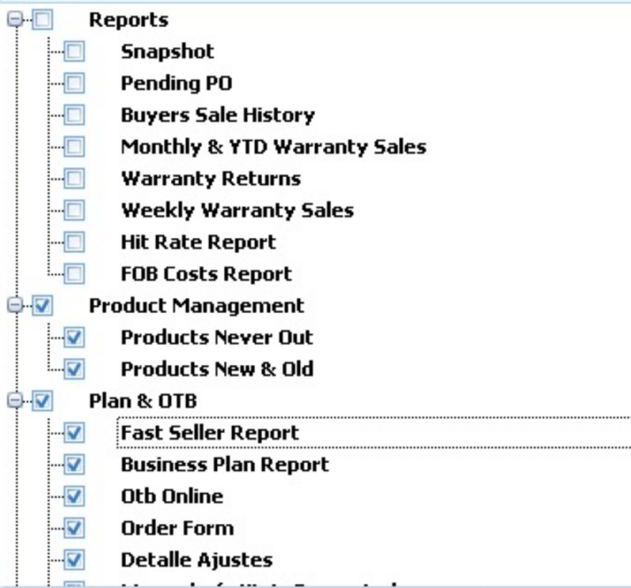 Reports
Snapshot
Pending PO
Buyers Sale History
Monthly & YTD Warranty Sales
Warranty Returns
Weekly Warranty Sales
Hit Rate Report
FOB Costs Report
Product Management
Products Never Out
Products New & Old
Plan & OTB
Fast Seller Report
Business Plan Report
Otb Online
Order Form
Detalle Ajustes